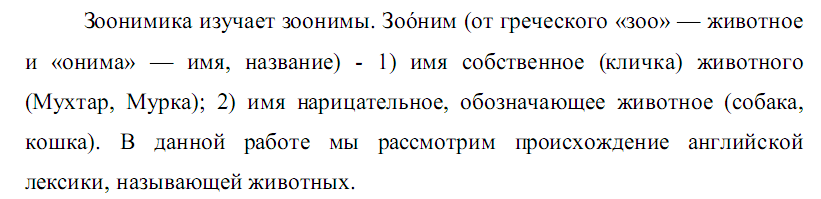 Зоонимика изучает зоонимы. Зоо́ним (от греческого «зоо» — животное
и «онима» — имя, название) - 1) имя собственное (кличка) животного
(Мухтар, Мурка); 2) имя нарицательное, обозначающее животное (собака,
кошка). В данной работе мы рассмотрим происхождение английской
лексики, называющей животных.